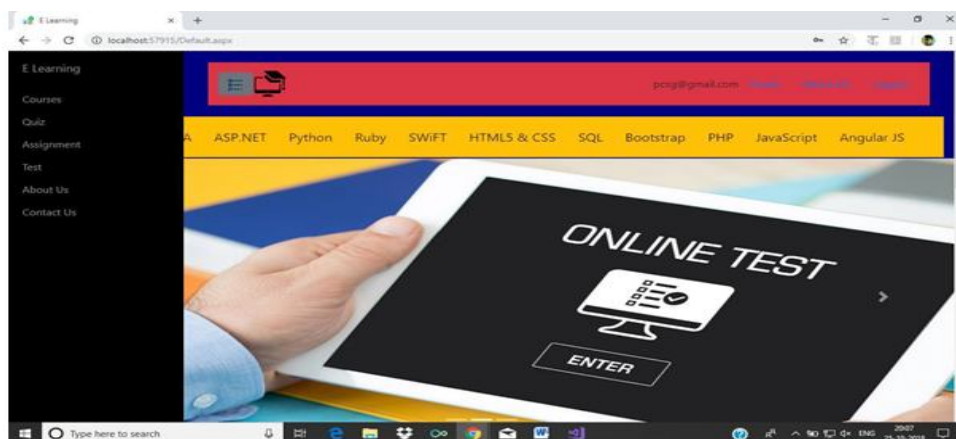 E Learning
localhost:57915/Default.aspx
E Learning
Courses
Quiz
Assignment
Test
About Us
Contact Us
pcsg@gmail.com
A ASP.NET Python Ruby SWiFT HTML5 & CSS SQL Bootstrap PHP JavaScript Angular JS
ONLINE TEST
ENTER
Type here to search
ENG
20:07